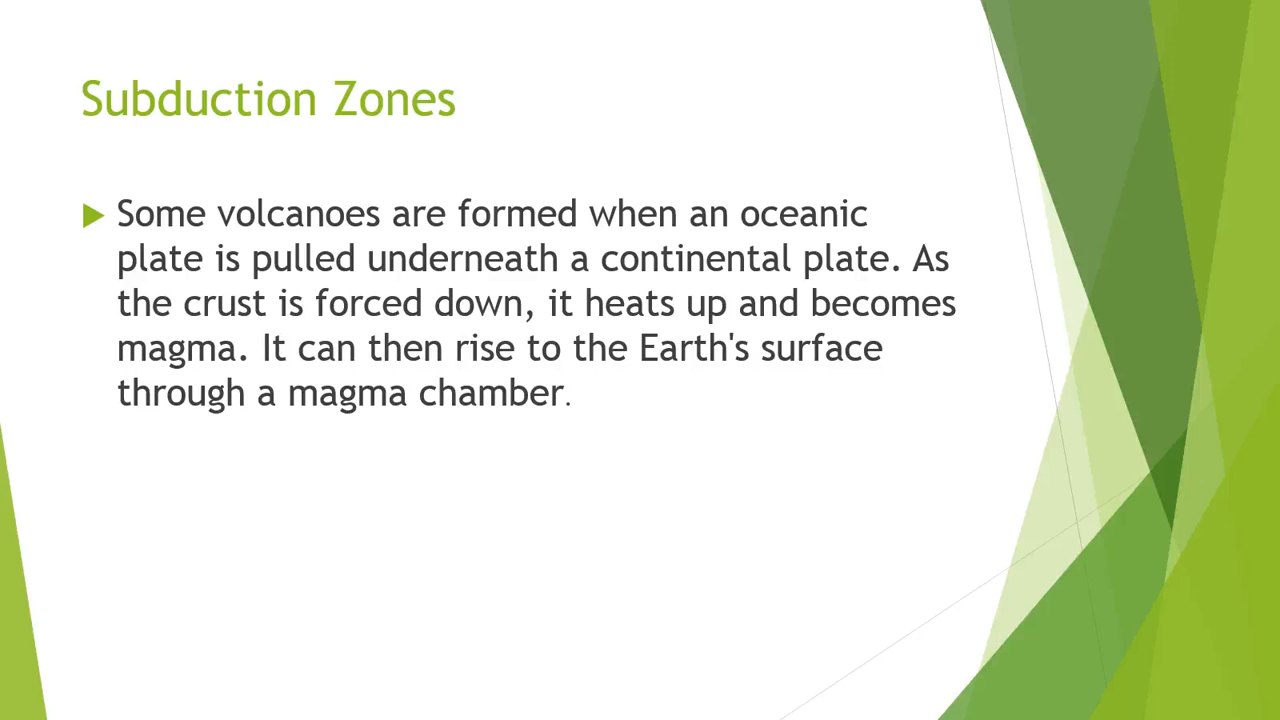 Subduction Zones
Some volcanoes are formed when an oceanic
plate is pulled underneath a continental plate. As
the crust is forced down, it heats up and becomes
magma. It can then rise to the Earth's surface
through a magma chamber.